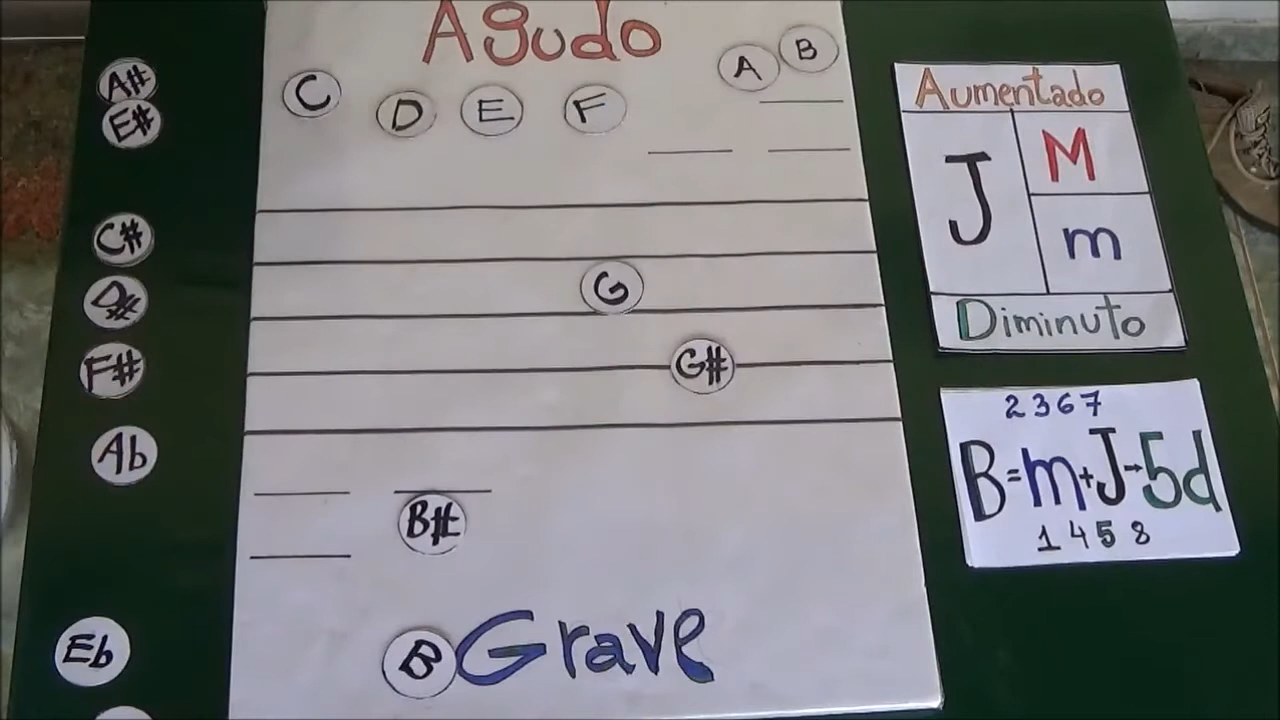 Agudo
A#
E#
C D E F A B
C#
D#
F#
Ab
Eb
G
G#
B#
B
Grave
Aumentado
J M
m
Diminuto
2 3 6 7
B=m+J→5d
1 4 5 8